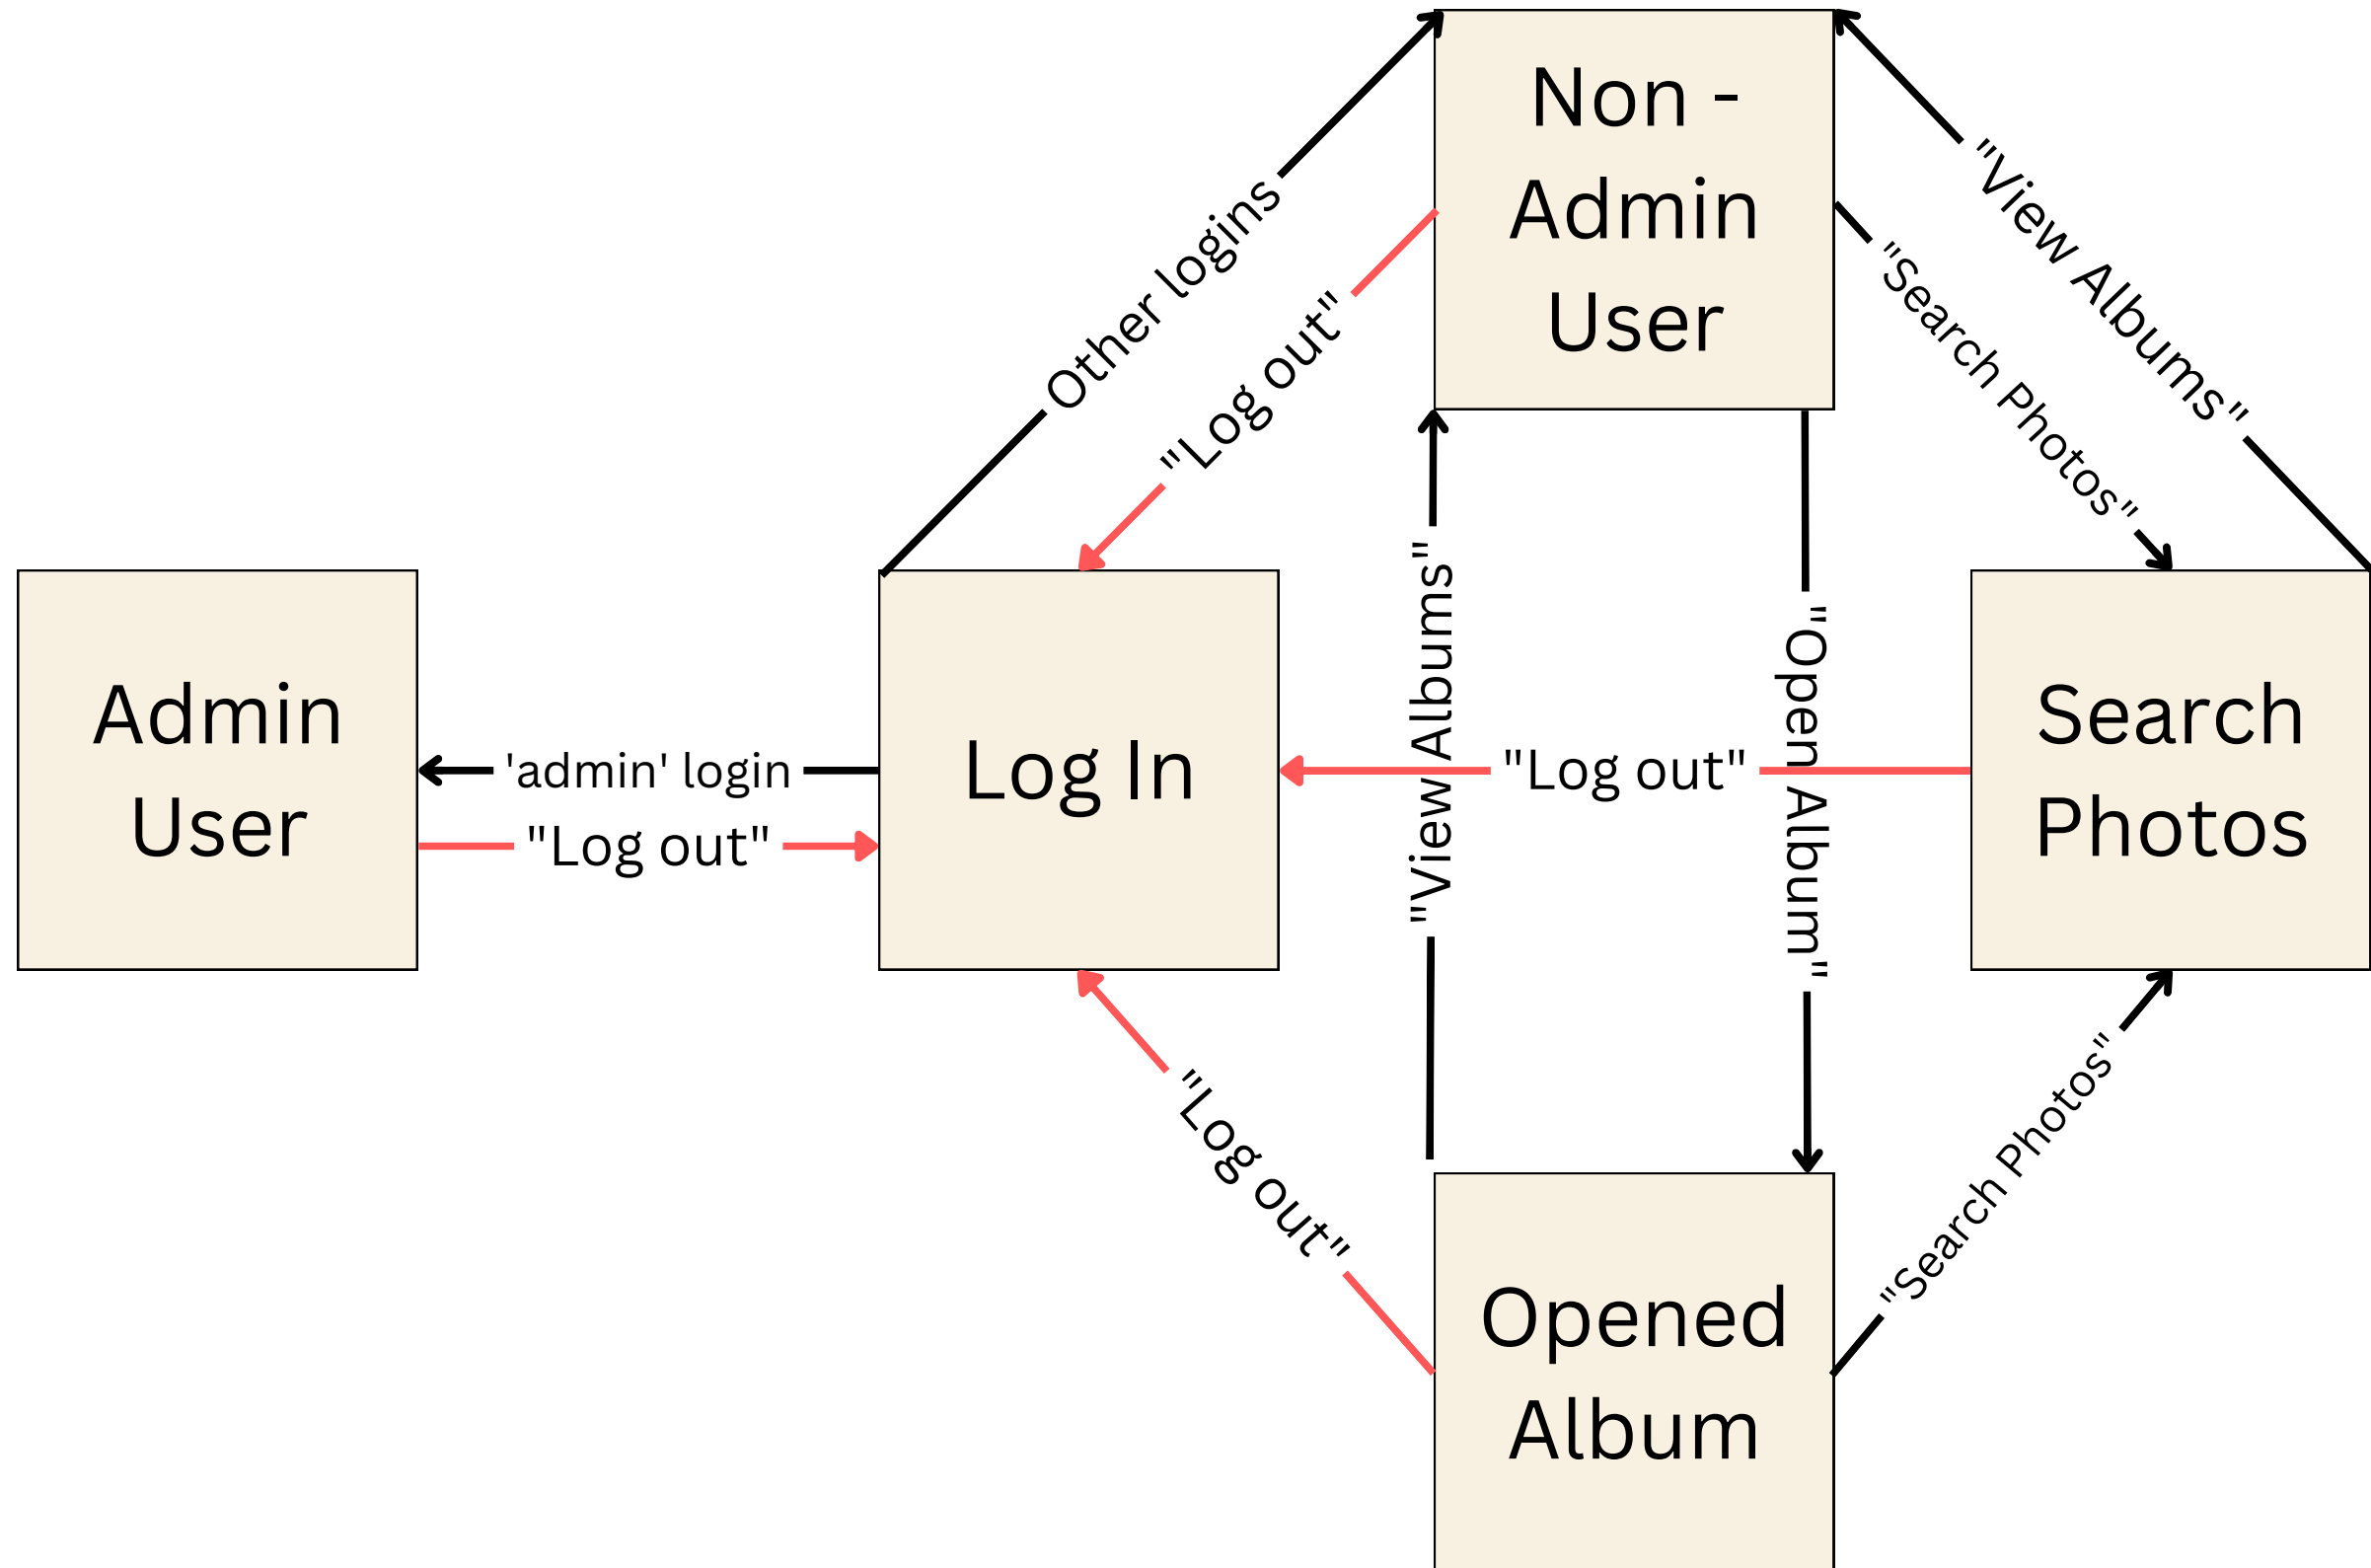 Non -
Admin
User
Other logins
"Log out"
"View Albums"
"Search Photos"
Admin
User
'admin' login
"Log out"
Log In
"View Albums"
"Log out"
"Open Album"
Search
Photos
"Log out"
"Search Photos"
Opened
Album